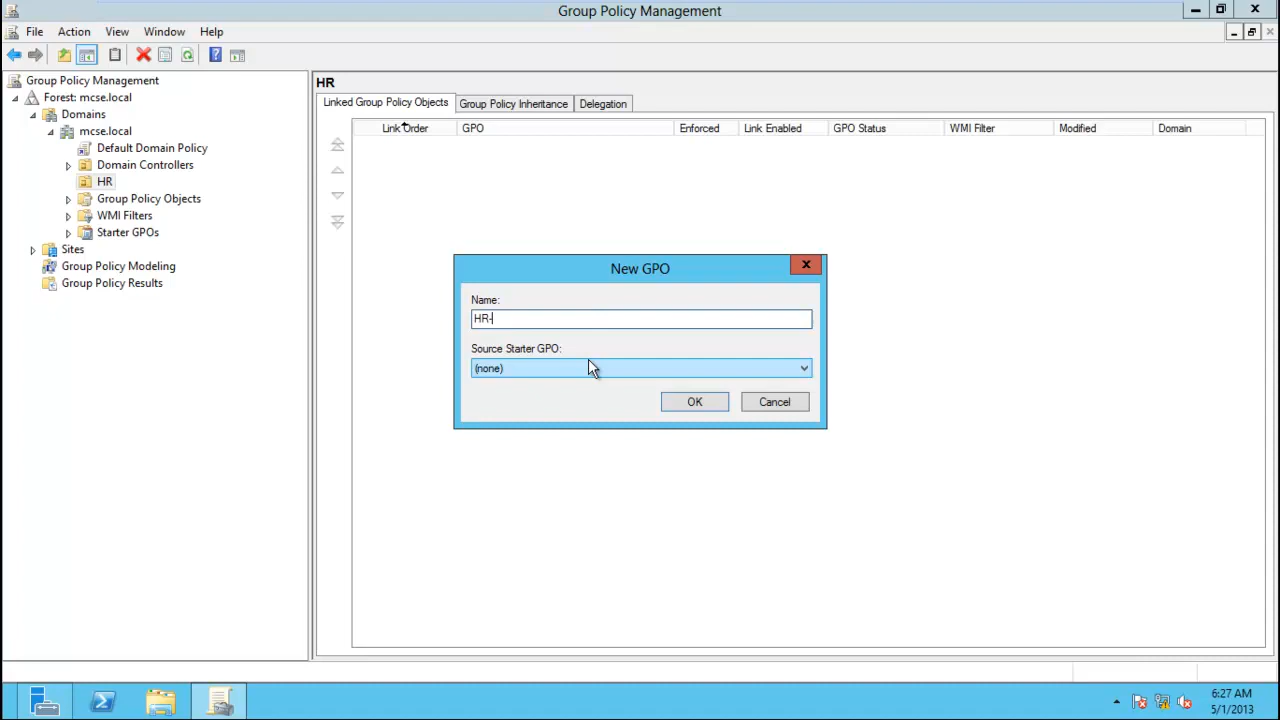 Group Policy Management
File Action View Window Help
Group Policy Management
Forest: mcse.local
Domains
mcse.local
Default Domain Policy
Domain Controllers
HR
Group Policy Objects
WMI Filters
Starter GPOs
Sites
Group Policy Modeling
Group Policy Results
HR
Linked Group Policy Objects Group Policy Inheritance Delegation
Link Order GPO Enforced Link Enabled GPO Status WMI Filter Modified Domain
New GPO
Name:
HR-
Source Starter GPO:
(none)
OK Cancel
6:27 AM
5/1/2013